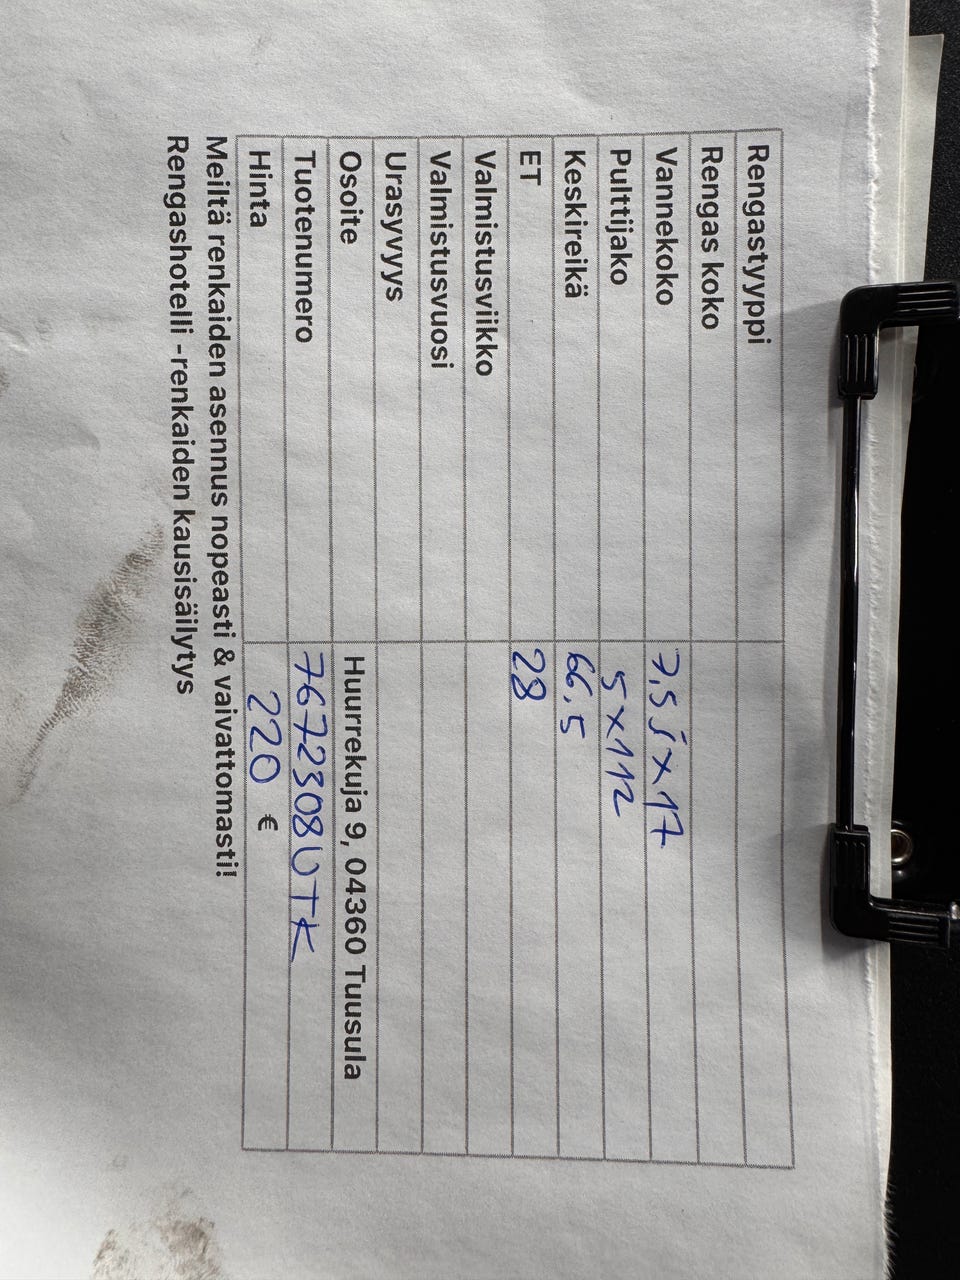 Rengastyyppi
Rengas koko
Vannekoko 7,5Jx17
Pulttijako 5x112
Keskireikä 66.5
ET 28
Valmistusviikko
Valmistusvuosi
Urasyvyys
Osoite Huurrekuja 9, 04360 Tuusula
Tuotenumero 7672308UTK
Hinta 220 €
Meiltä renkaiden asennus nopeasti & vaivattomasti!
Rengashotelli -renkaiden kausisäilytys